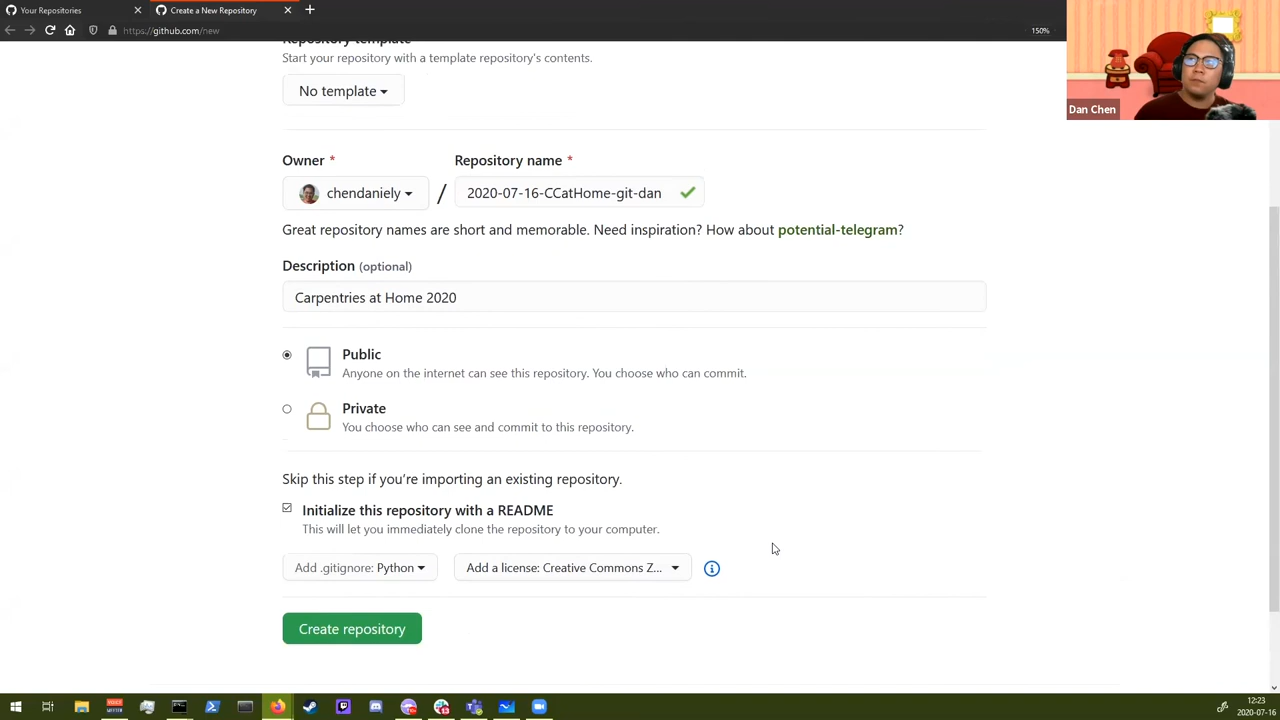 Your Repositories
Create a New Repository
https://github.com/new
150%
Repository template
Start your repository with a template repository's contents.
No template
Dan Chen
Owner *
Repository name *
chendaniely
/
2020-07-16-CCatHome-git-dan
Great repository names are short and memorable. Need inspiration? How about potential-telegram?
Description (optional)
Carpentries at Home 2020
Public
Anyone on the internet can see this repository. You choose who can commit.
Private
You choose who can see and commit to this repository.
Skip this step if you're importing an existing repository.
Initialize this repository with a README
This will let you immediately clone the repository to your computer.
Add .gitignore: Python
Add a license: Creative Commons Z...
Create repository
12:23
2020-07-16